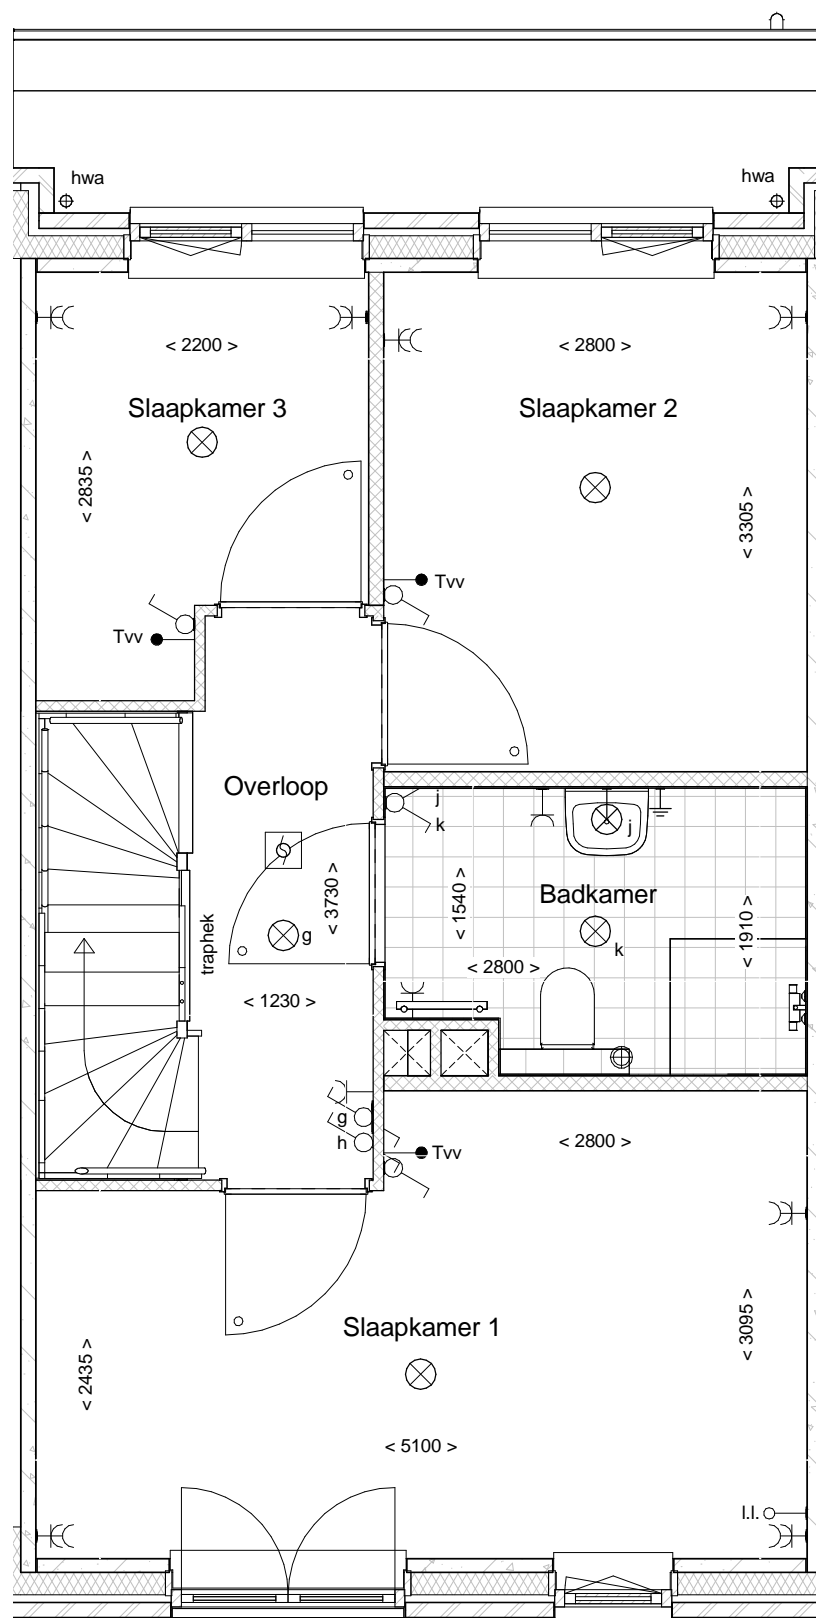 hwa
hwa
< 2200 >
< 2800 >
Slaapkamer 3
Slaapkamer 2
< 2835 >
< 3305 >
Tvv
Tvv
Overloop
j
k
j
< 3730 >
< 1540 >
Badkamer
< 1910 >
g
k
traphek
< 2800 >
< 1230 >
g
h
Tvv
< 2800 >
Slaapkamer 1
< 3095 >
< 2435 >
< 5100 >
l.l.